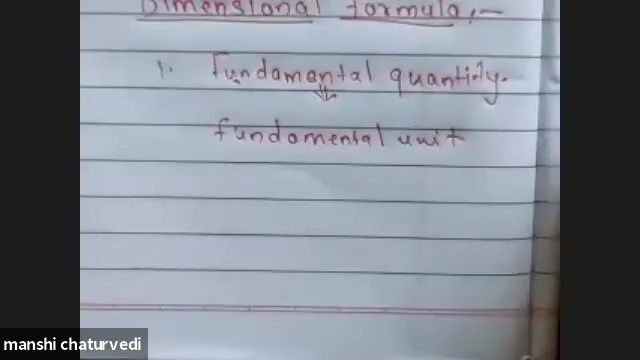 Dimensional formula:-
1. fundamental quantity.
⇓
fundamental unit
manshi chaturvedi